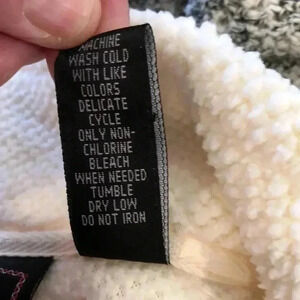 MACHINE
WASH COLD
WITH LIKE
COLORS
DELICATE
CYCLE
ONLY NON-
CHLORINE
BLEACH
WHEN NEEDED
TUMBLE
DRY LOW
DO NOT IRON